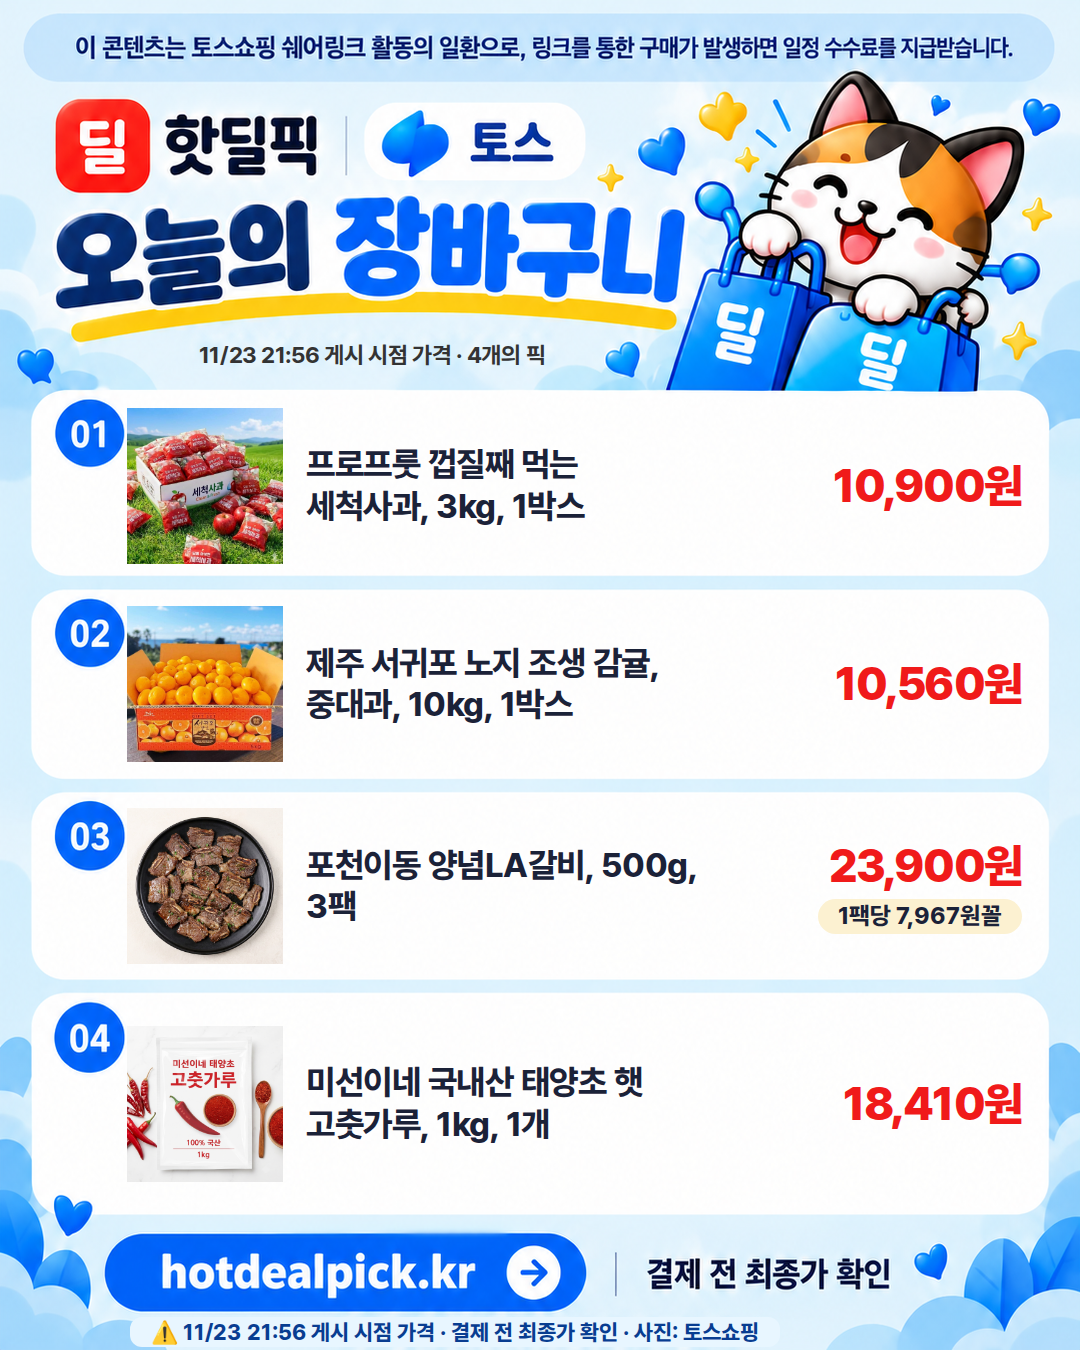 이 콘텐츠는 토스쇼핑 쉐어링크 활동의 일환으로, 링크를 통한 구매가 발생하면 일정 수수료를 지급받습니다.
딜 핫딜픽 토스
오늘의 장바구니
11/23 21:56 게시 시점 가격 · 4개의 픽
딜
딜
01
세척사과
프로프룻 껍질째 먹는
세척사과, 3kg, 1박스
10,900원
02
제주 서귀포 노지 조생 감귤,
중대과, 10kg, 1박스
10,560원
03
포천이동 양념LA갈비, 500g,
3팩
23,900원
1팩당 7,967원꼴
04
미선이네 태양초
고춧가루
100% 국산
1kg
미선이네 국내산 태양초 햇
고춧가루, 1kg, 1개
18,410원
hotdealpick.kr
결제 전 최종가 확인
⚠️ 11/23 21:56 게시 시점 가격 · 결제 전 최종가 확인 · 사진: 토스쇼핑